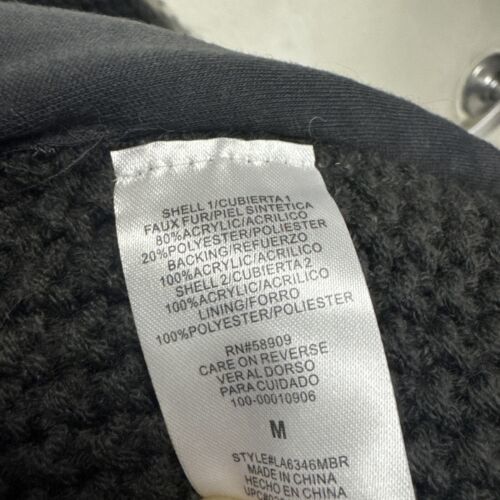 SHELL 1/CUBIERTA 1
FAUX FUR/PIEL SINTETICA
80%ACRYLIC/ACRILICO
20%POLYESTER/POLIESTER
BACKING/REFUERZO
100%ACRYLIC/ACRILICO
SHELL 2/CUBIERTA 2
100%ACRYLIC/ACRILICO
LINING/FORRO
100%POLYESTER/POLIESTER
RN#58909
CARE ON REVERSE
VER AL DORSO
PARA CUIDADO
100-00010906
M
STYLE#LA6346MBR
MADE IN CHINA
HECHO EN CHINA